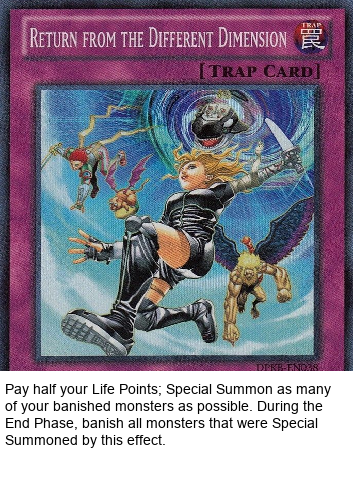 RETURN FROM THE DIFFERENT DIMENSION
TRAP
罠
[TRAP CARD]
DPKB-EN038
Pay half your Life Points; Special Summon as many
of your banished monsters as possible. During the
End Phase, banish all monsters that were Special
Summoned by this effect.